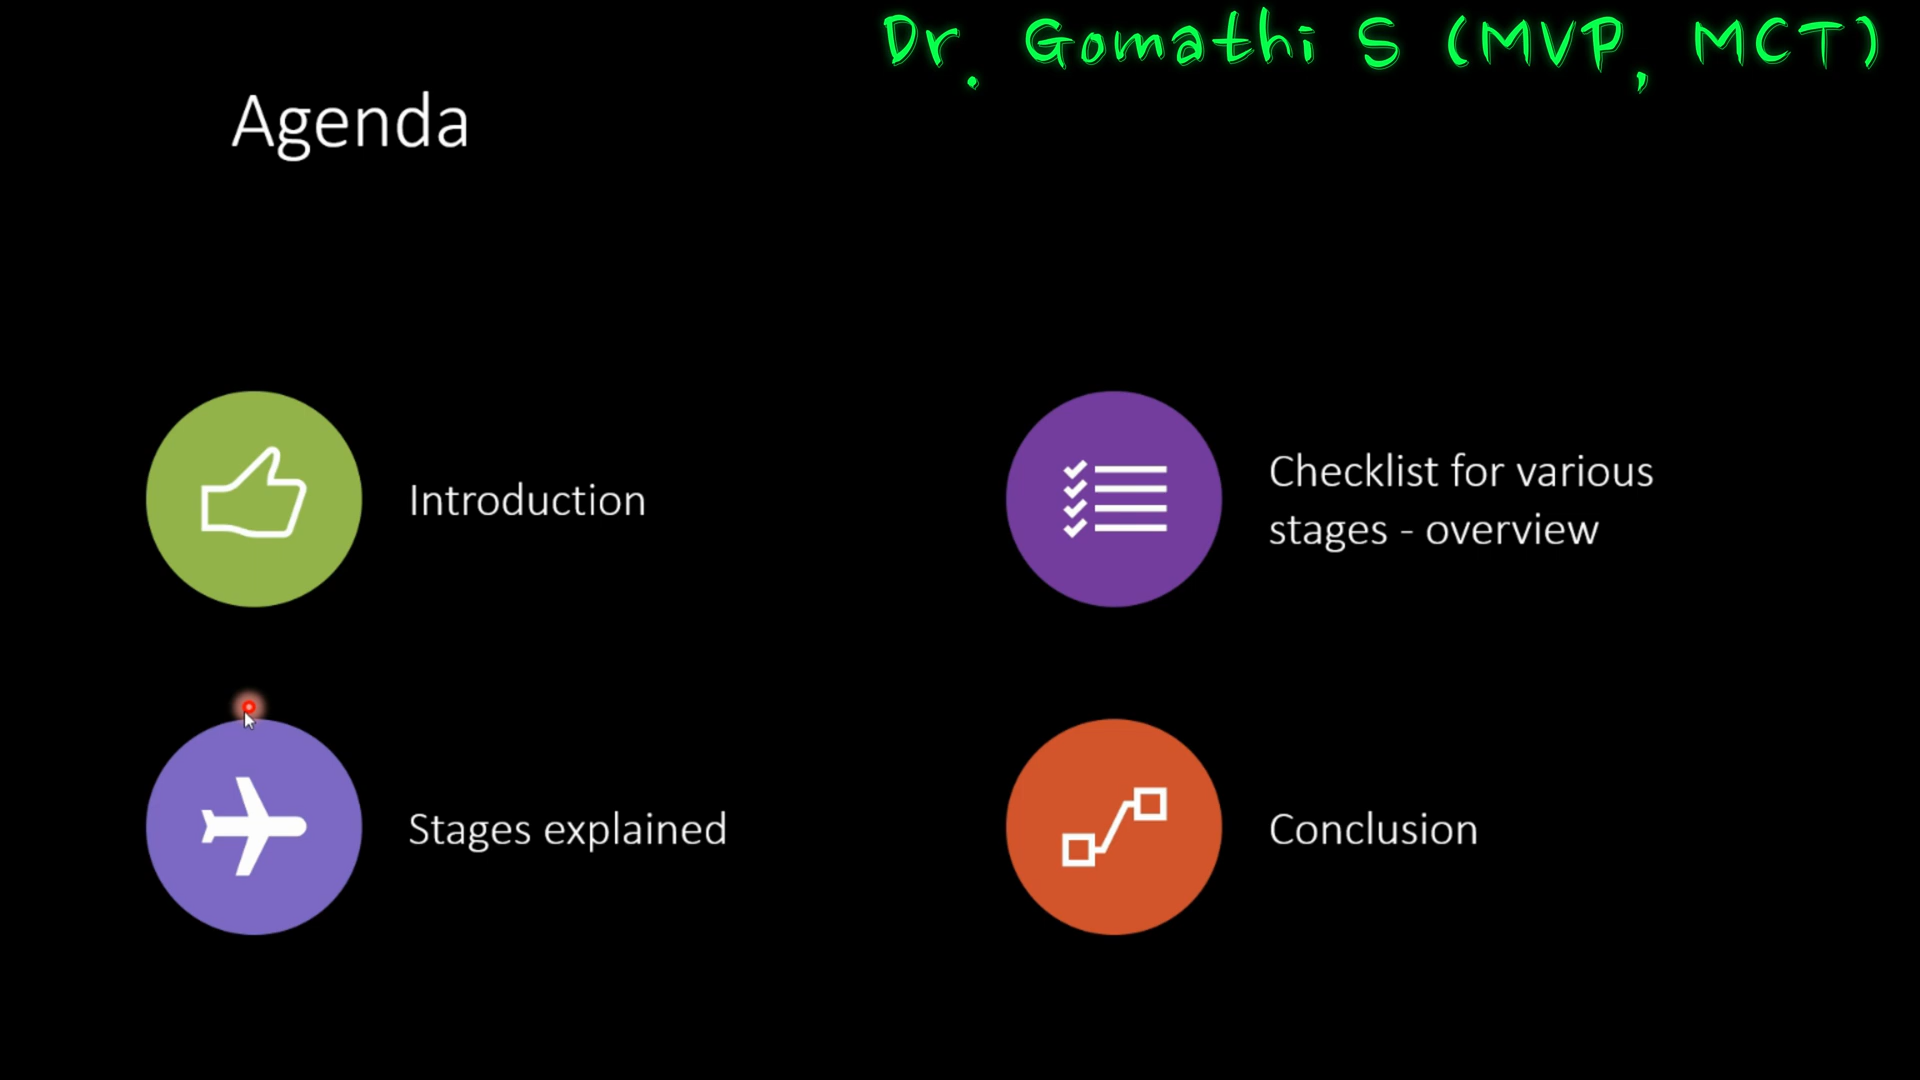 Dr. Gomathi S (MVP, MCT)
Agenda
Introduction
Checklist for various
stages - overview
Stages explained
Conclusion